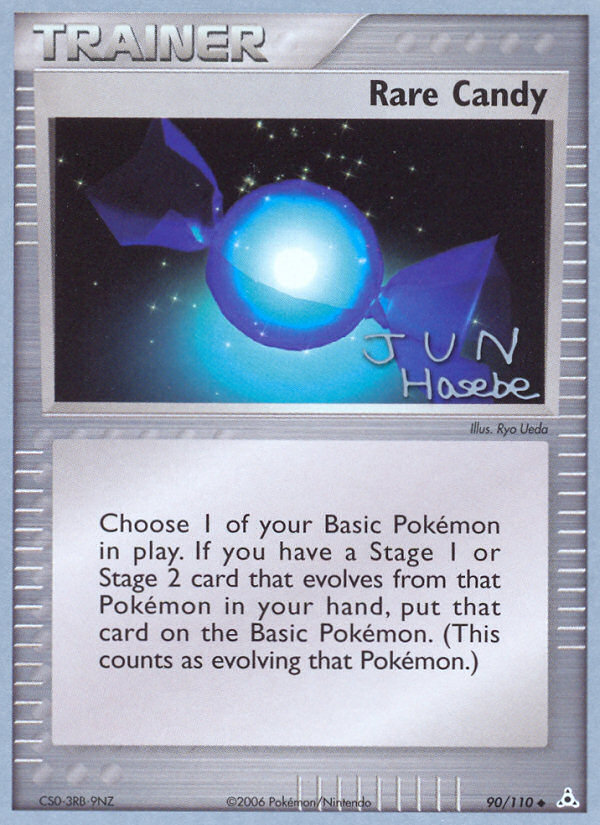 TRAINER
Rare Candy
JUN
Hasebe
Illus. Ryo Ueda
Choose 1 of your Basic Pokémon
in play. If you have a Stage 1 or
Stage 2 card that evolves from that
Pokémon in your hand, put that
card on the Basic Pokémon. (This
counts as evolving that Pokémon.)
CS0-3RB-9NZ ©2006 Pokémon/Nintendo 90/110